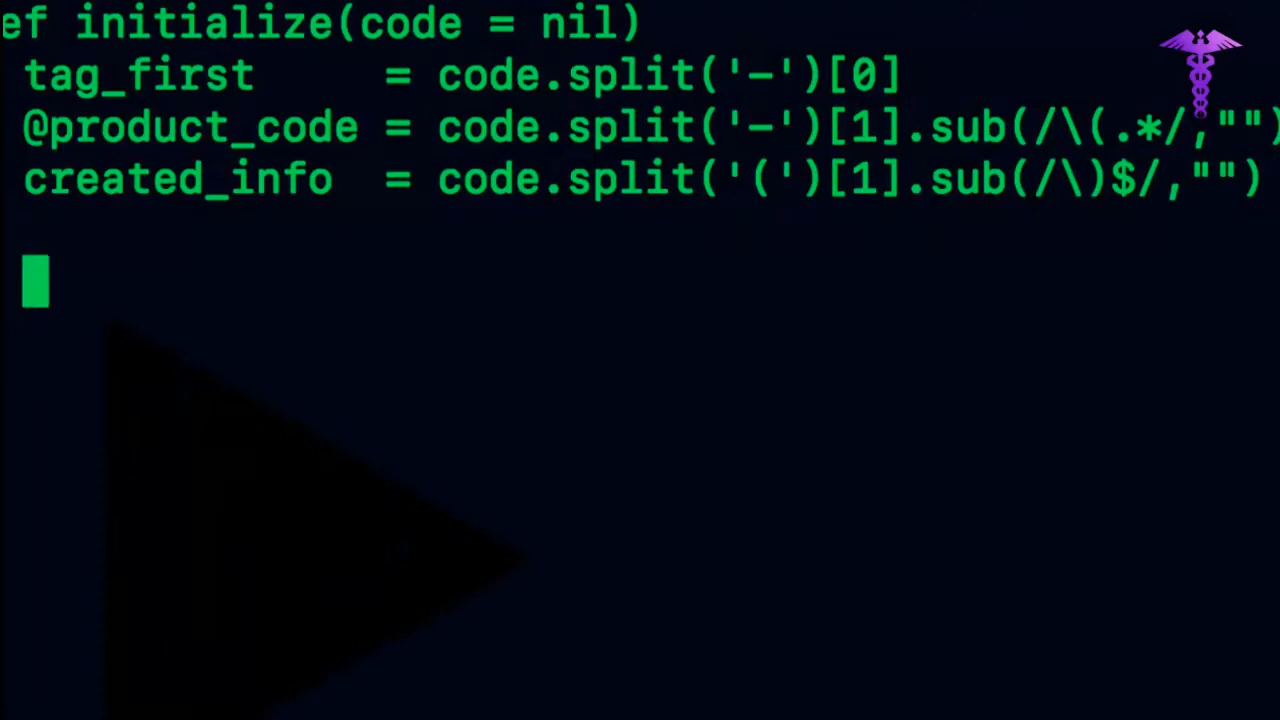 ef initialize(code = nil)
tag_first = code.split('-')[0]
@product_code = code.split('-')[1].sub(/\(.*/,"")
created_info = code.split('(')[1].sub(/\)$/,"")